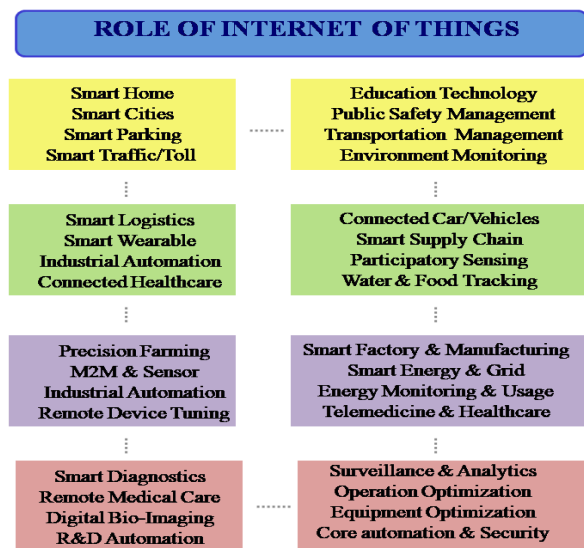 ROLE OF INTERNET OF THINGS
Smart Home
Smart Cities
Smart Parking
Smart Traffic/Toll
Education Technology
Public Safety Management
Transportation Management
Environment Monitoring
Smart Logistics
Smart Wearable
Industrial Automation
Connected Healthcare
Connected Car/Vehicles
Smart Supply Chain
Participatory Sensing
Water & Food Tracking
Precision Farming
M2M & Sensor
Industrial Automation
Remote Device Tuning
Smart Factory & Manufacturing
Smart Energy & Grid
Energy Monitoring & Usage
Telemedicine & Healthcare
Smart Diagnostics
Remote Medical Care
Digital Bio-Imaging
R&D Automation
Surveillance & Analytics
Operation Optimization
Equipment Optimization
Core automation & Security